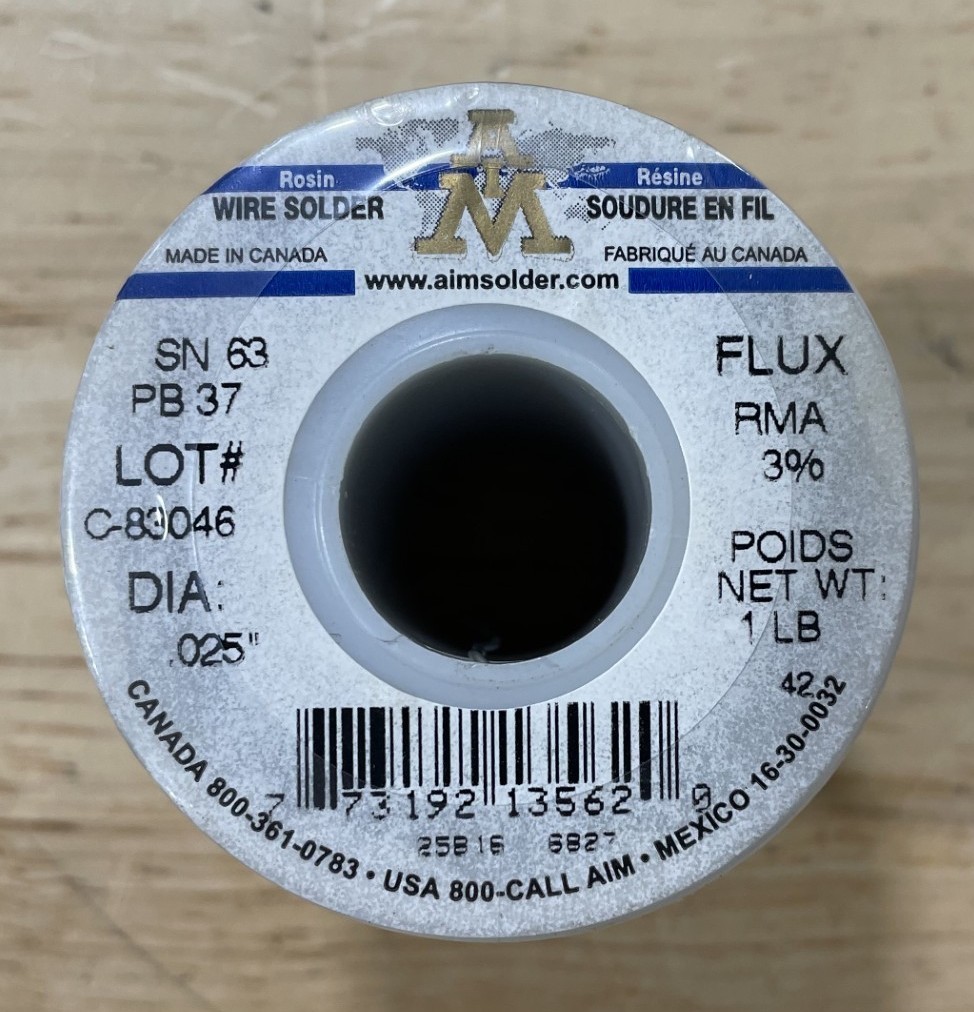 AIM
Rosin
Résine
WIRE SOLDER
SOUDURE EN FIL
MADE IN CANADA
FABRIQUÉ AU CANADA
www.aimsolder.com
SN 63
PB 37
LOT#
C-83046
DIA:
.025"
FLUX
RMA
3%
POIDS
NET WT:
1 LB
42
7 73192 13562 0
25B16 6827
CANADA 800-361-0783 • USA 800-CALL AIM • MEXICO 16-30-0032